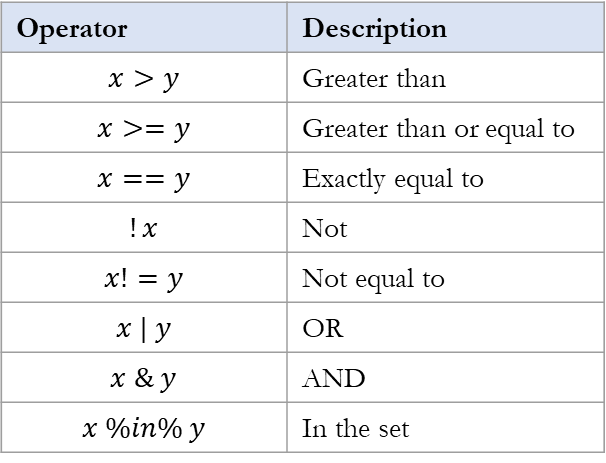 Operator Description
x > y Greater than
x >= y Greater than or equal to
x == y Exactly equal to
! x Not
x! = y Not equal to
x | y OR
x & y AND
x %in% y In the set